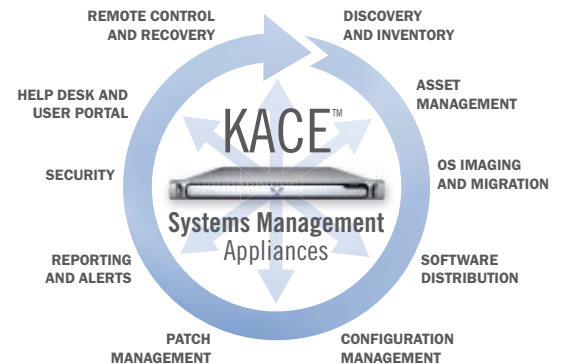 REMOTE CONTROL
AND RECOVERY
DISCOVERY
AND INVENTORY
HELP DESK AND
USER PORTAL
ASSET
MANAGEMENT
KACE™
SECURITY
OS IMAGING
AND MIGRATION
Systems Management
Appliances
REPORTING
AND ALERTS
SOFTWARE
DISTRIBUTION
PATCH
MANAGEMENT
CONFIGURATION
MANAGEMENT